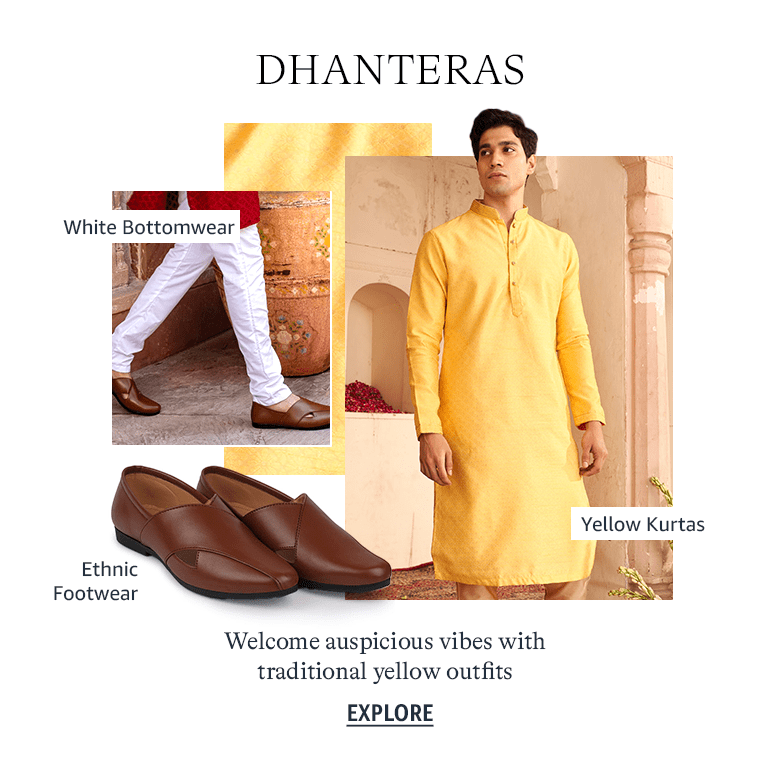 DHANTERAS
White Bottomwear
Yellow Kurtas
Ethnic
Footwear
Welcome auspicious vibes with
traditional yellow outfits
EXPLORE